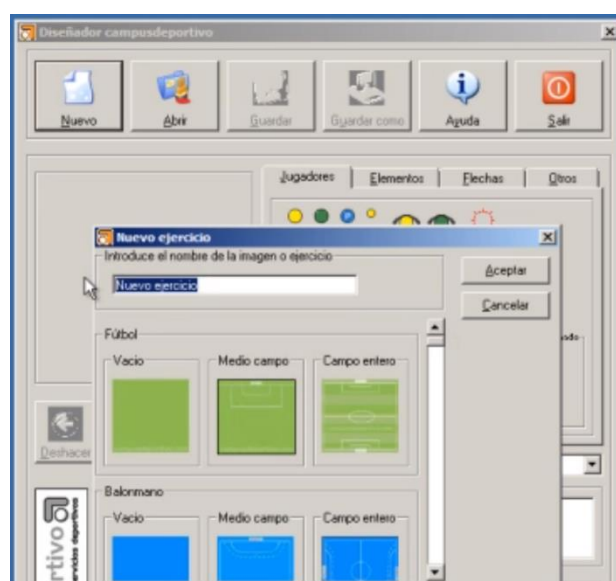 Diseñador campusdeportivo
Nuevo
Abrir
Guardar
Guardar como
Ayuda
Salir
Jugadores
Elementos
Flechas
Otros
Nuevo ejercicio
Introduce el nombre de la imagen o ejercicio
Nuevo ejercicio
Aceptar
Cancelar
Fútbol
Vacio
Medio campo
Campo entero
Deshacer
Balonmano
Vacio
Medio campo
Campo entero
rtivo
ervicios deportivos